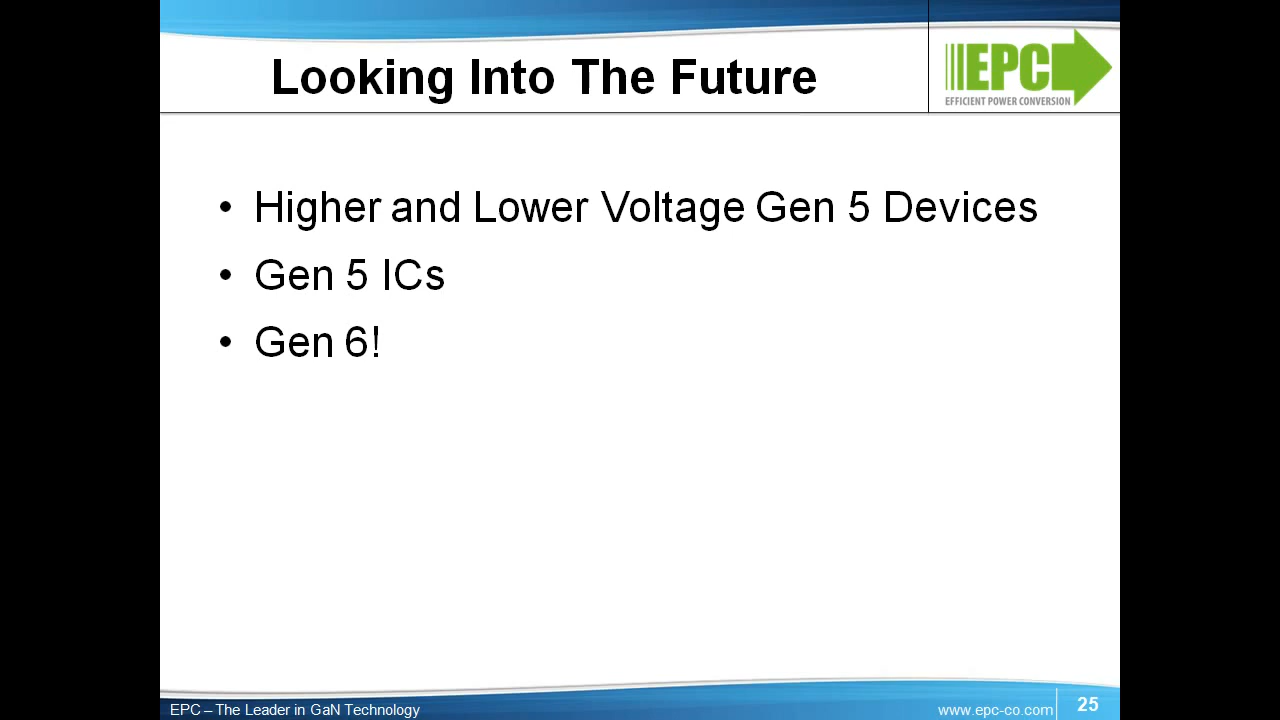 Looking Into The Future
EPC
EFFICIENT POWER CONVERSION
• Higher and Lower Voltage Gen 5 Devices
• Gen 5 ICs
• Gen 6!
EPC – The Leader in GaN Technology
www.epc-co.com
25